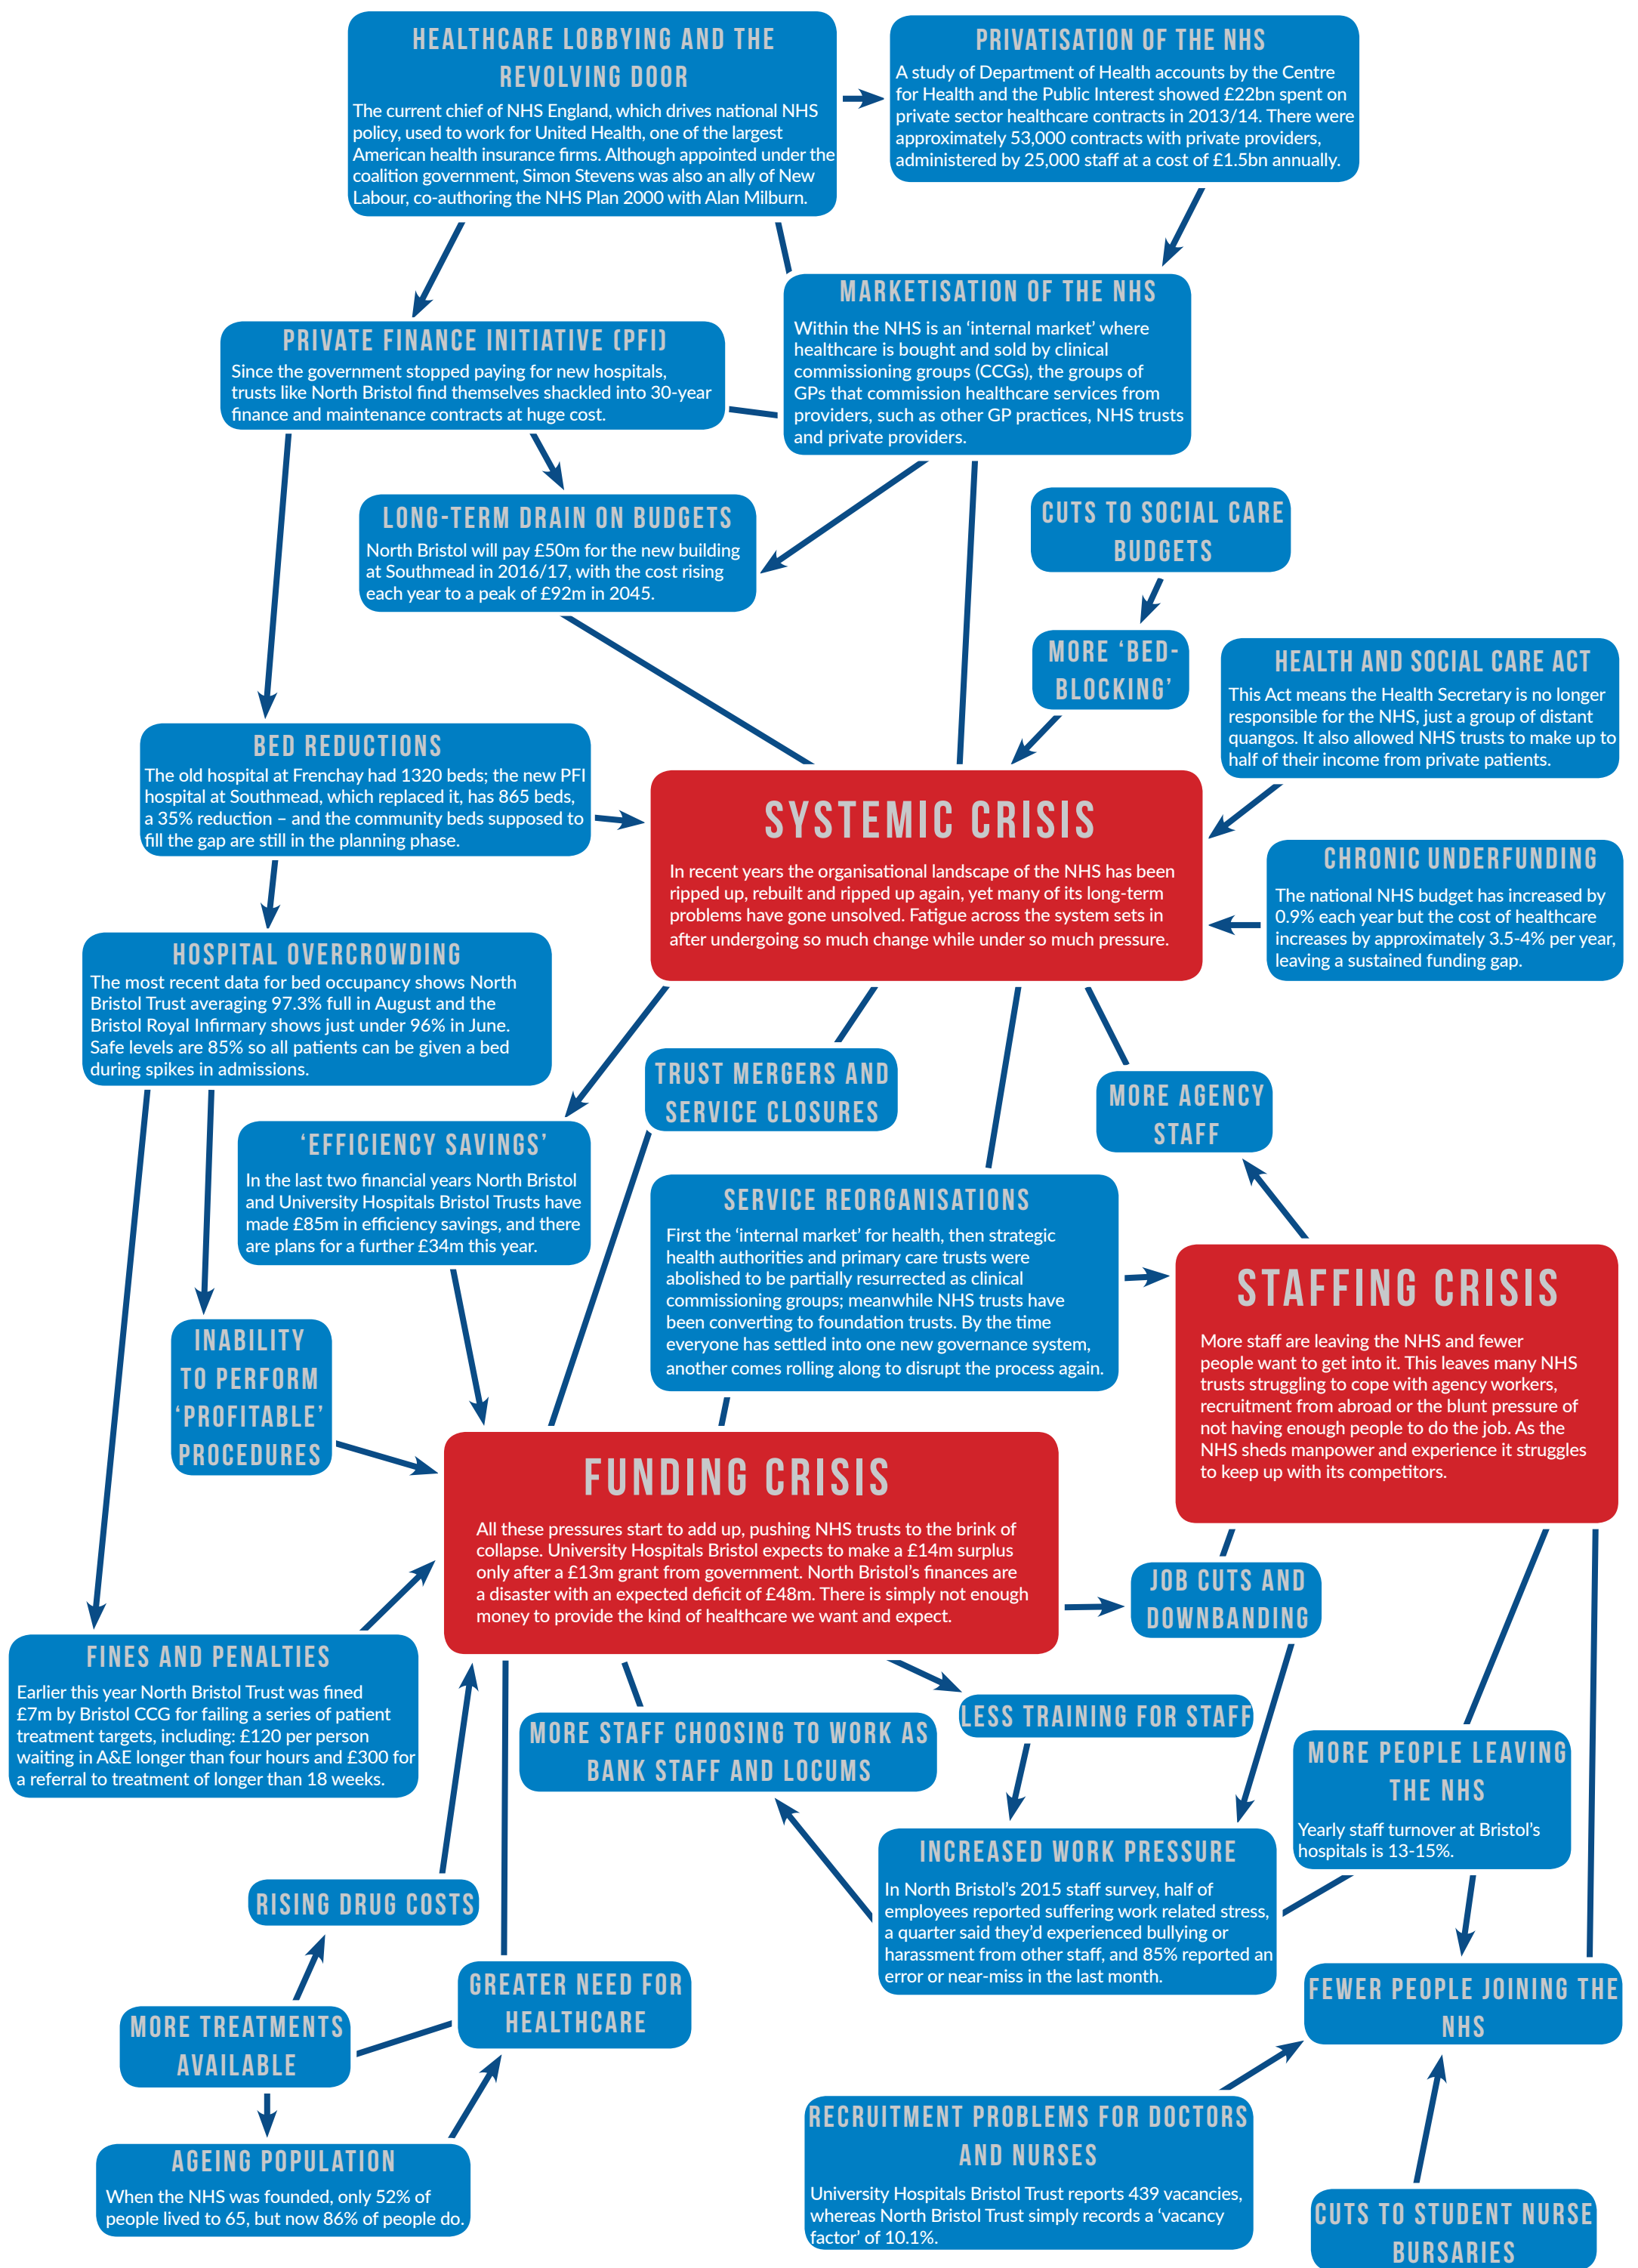 HEALTHCARE LOBBYING AND THE
REVOLVING DOOR
The current chief of NHS England, which drives national NHS
policy, used to work for United Health, one of the largest
American health insurance firms. Although appointed under the
coalition government, Simon Stevens was also an ally of New
Labour, co-authoring the NHS Plan 2000 with Alan Milburn.
PRIVATISATION OF THE NHS
A study of Department of Health accounts by the Centre
for Health and the Public Interest showed £22bn spent on
private sector healthcare contracts in 2013/14. There were
approximately 53,000 contracts with private providers,
administered by 25,000 staff at a cost of £1.5bn annually.
MARKETISATION OF THE NHS
Within the NHS is an ‘internal market’ where
healthcare is bought and sold by clinical
commissioning groups (CCGs), the groups of
GPs that commission healthcare services from
providers, such as other GP practices, NHS trusts
and private providers.
PRIVATE FINANCE INITIATIVE (PFI)
Since the government stopped paying for new hospitals,
trusts like North Bristol find themselves shackled into 30-year
finance and maintenance contracts at huge cost.
LONG-TERM DRAIN ON BUDGETS
North Bristol will pay £50m for the new building
at Southmead in 2016/17, with the cost rising
each year to a peak of £92m in 2045.
CUTS TO SOCIAL CARE
BUDGETS
MORE ‘BED-
BLOCKING’
HEALTH AND SOCIAL CARE ACT
This Act means the Health Secretary is no longer
responsible for the NHS, just a group of distant
quangos. It also allowed NHS trusts to make up to
half of their income from private patients.
BED REDUCTIONS
The old hospital at Frenchay had 1320 beds; the new PFI
hospital at Southmead, which replaced it, has 865 beds,
a 35% reduction – and the community beds supposed to
fill the gap are still in the planning phase.
SYSTEMIC CRISIS
In recent years the organisational landscape of the NHS has been
ripped up, rebuilt and ripped up again, yet many of its long-term
problems have gone unsolved. Fatigue across the system sets in
after undergoing so much change while under so much pressure.
CHRONIC UNDERFUNDING
The national NHS budget has increased by
0.9% each year but the cost of healthcare
increases by approximately 3.5-4% per year,
leaving a sustained funding gap.
HOSPITAL OVERCROWDING
The most recent data for bed occupancy shows North
Bristol Trust averaging 97.3% full in August and the
Bristol Royal Infirmary shows just under 96% in June.
Safe levels are 85% so all patients can be given a bed
during spikes in admissions.
TRUST MERGERS AND
SERVICE CLOSURES
MORE AGENCY
STAFF
‘EFFICIENCY SAVINGS’
In the last two financial years North Bristol
and University Hospitals Bristol Trusts have
made £85m in efficiency savings, and there
are plans for a further £34m this year.
SERVICE REORGANISATIONS
First the ‘internal market’ for health, then strategic
health authorities and primary care trusts were
abolished to be partially resurrected as clinical
commissioning groups; meanwhile NHS trusts have
been converting to foundation trusts. By the time
everyone has settled into one new governance system,
another comes rolling along to disrupt the process again.
STAFFING CRISIS
More staff are leaving the NHS and fewer
people want to get into it. This leaves many NHS
trusts struggling to cope with agency workers,
recruitment from abroad or the blunt pressure of
not having enough people to do the job. As the
NHS sheds manpower and experience it struggles
to keep up with its competitors.
INABILITY
TO PERFORM
‘PROFITABLE’
PROCEDURES
FUNDING CRISIS
All these pressures start to add up, pushing NHS trusts to the brink of
collapse. University Hospitals Bristol expects to make a £14m surplus
only after a £13m grant from government. North Bristol’s finances are
a disaster with an expected deficit of £48m. There is simply not enough
money to provide the kind of healthcare we want and expect.
JOB CUTS AND
DOWNBANDING
FINES AND PENALTIES
Earlier this year North Bristol Trust was fined
£7m by Bristol CCG for failing a series of patient
treatment targets, including: £120 per person
waiting in A&E longer than four hours and £300 for
a referral to treatment of longer than 18 weeks.
MORE STAFF CHOOSING TO WORK AS
BANK STAFF AND LOCUMS
LESS TRAINING FOR STAFF
MORE PEOPLE LEAVING
THE NHS
Yearly staff turnover at Bristol’s
hospitals is 13-15%.
INCREASED WORK PRESSURE
In North Bristol’s 2015 staff survey, half of
employees reported suffering work related stress,
a quarter said they’d experienced bullying or
harassment from other staff, and 85% reported an
error or near-miss in the last month.
RISING DRUG COSTS
GREATER NEED FOR
HEALTHCARE
FEWER PEOPLE JOINING THE
NHS
MORE TREATMENTS
AVAILABLE
RECRUITMENT PROBLEMS FOR DOCTORS
AND NURSES
University Hospitals Bristol Trust reports 439 vacancies,
whereas North Bristol Trust simply records a ‘vacancy
factor’ of 10.1%.
AGEING POPULATION
When the NHS was founded, only 52% of
people lived to 65, but now 86% of people do.
CUTS TO STUDENT NURSE
BURSARIES